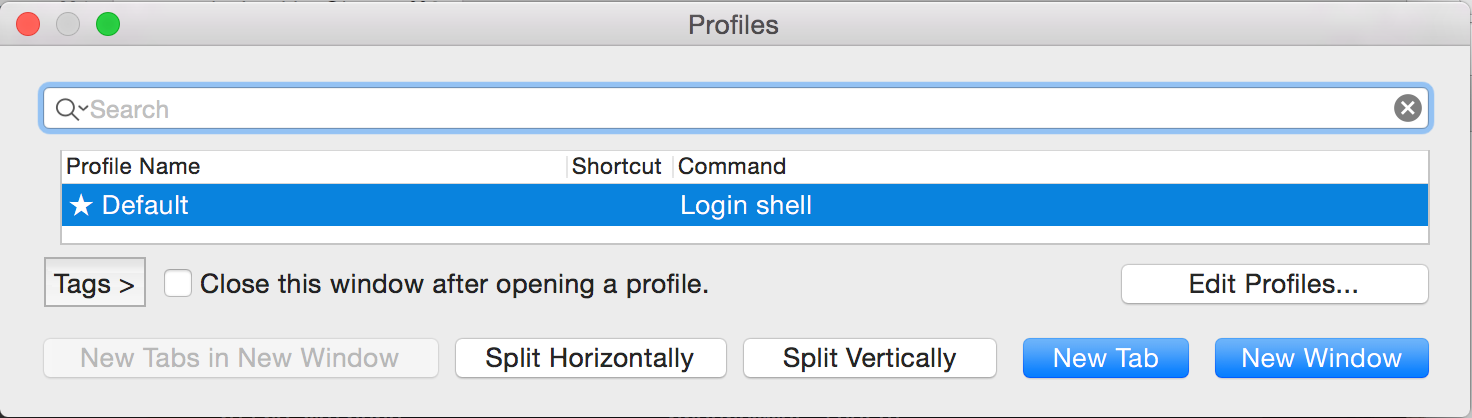 Profiles
Search
Profile Name Shortcut Command
★ Default Login shell
Tags > Close this window after opening a profile. Edit Profiles...
New Tabs in New Window Split Horizontally Split Vertically New Tab New Window